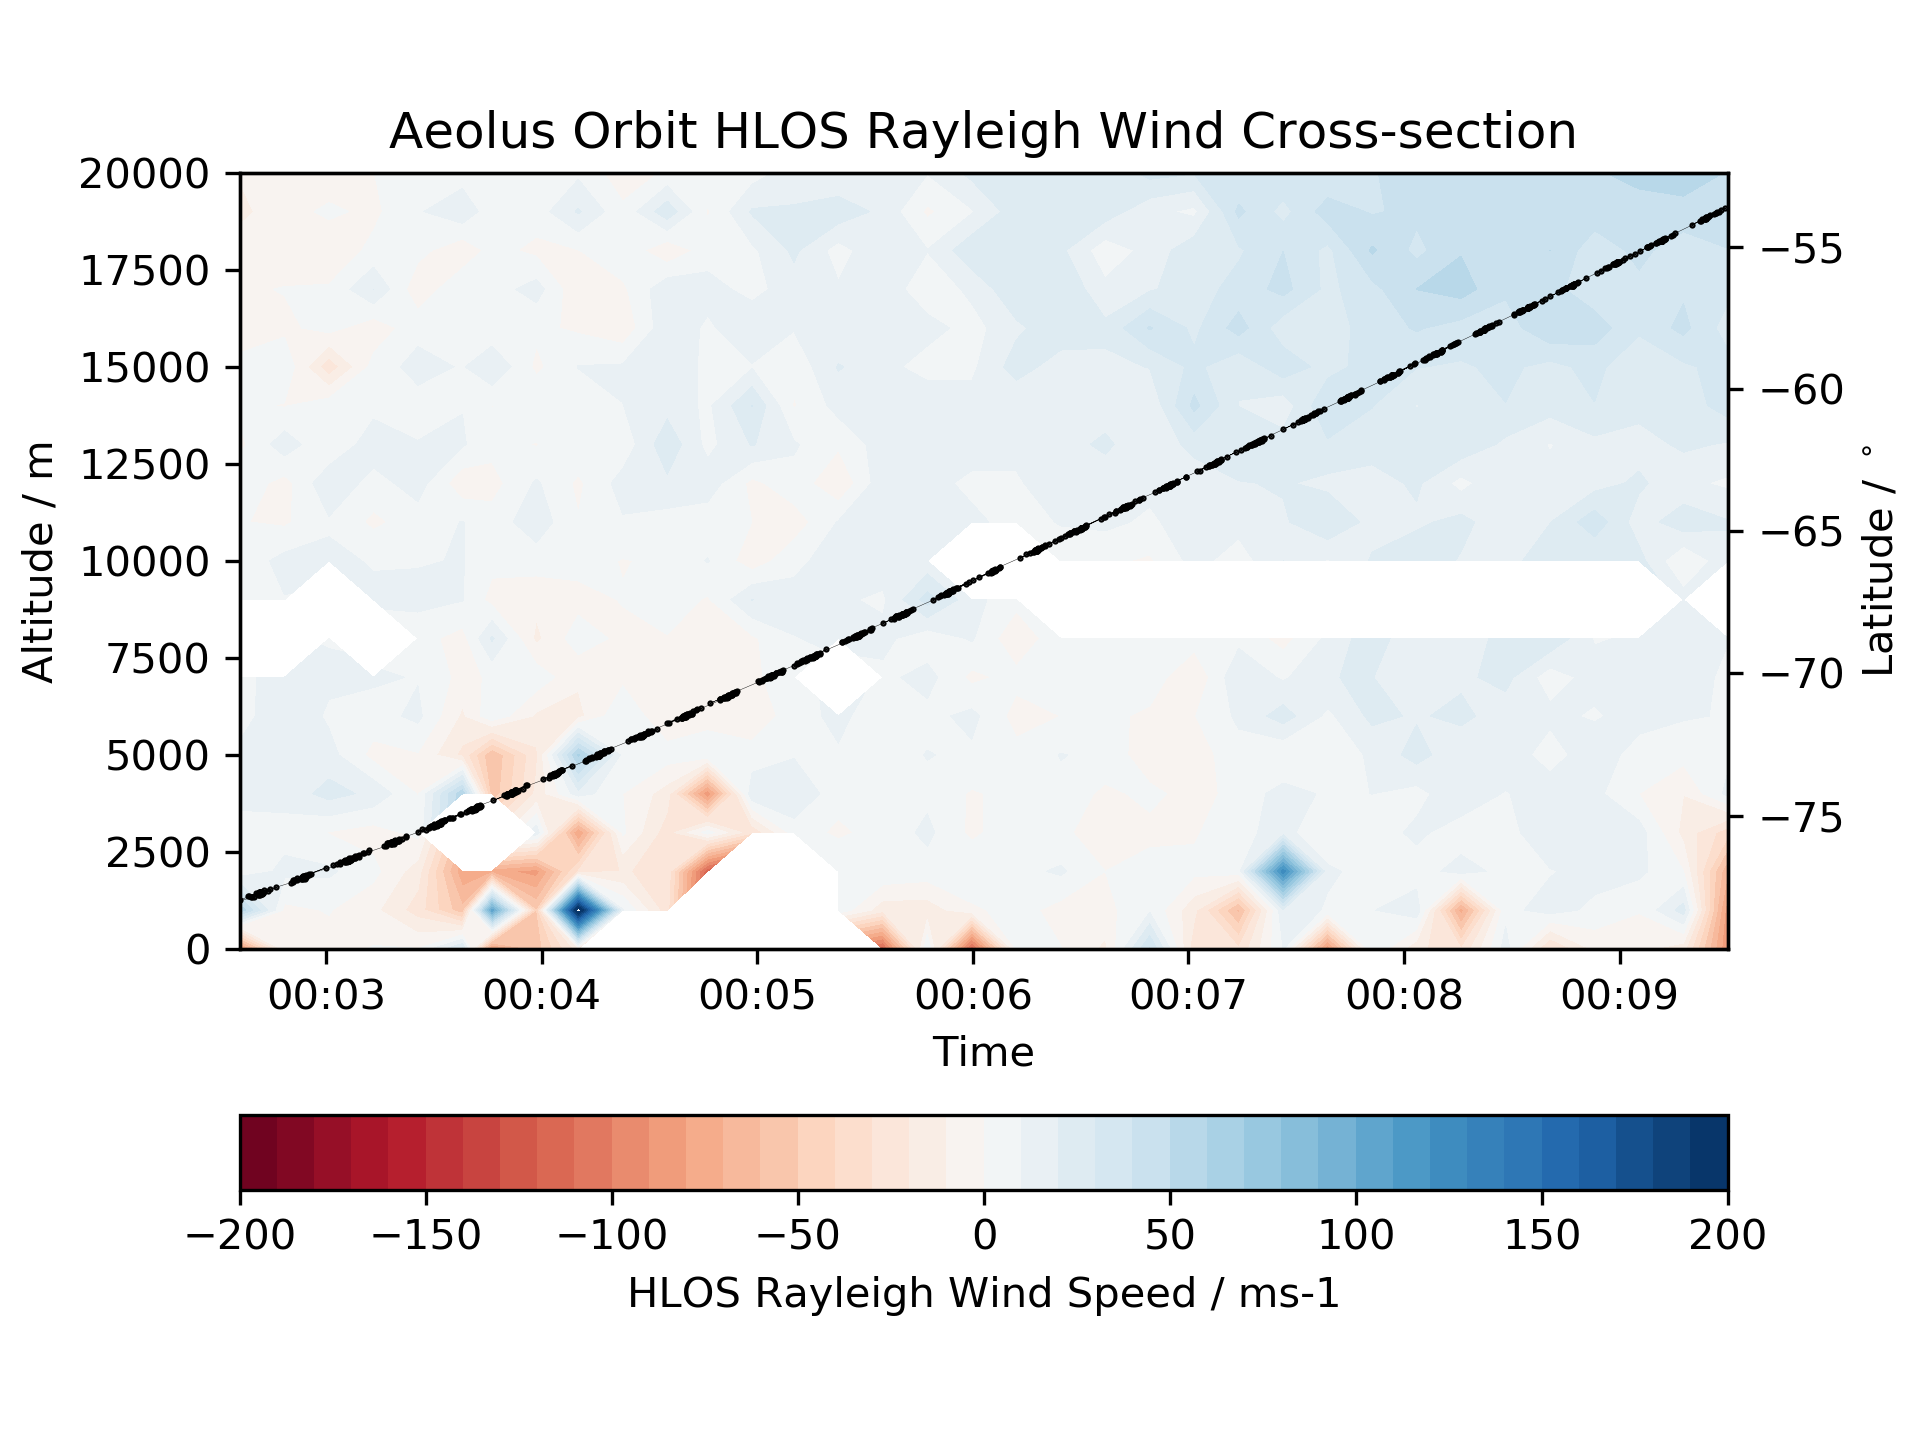 Aeolus Orbit HLOS Rayleigh Wind Cross-section
20000
17500
15000
12500
10000
7500
5000
2500
0
Altitude / m
−55
−60
−65
−70
−75
Latitude / °
00:03 00:04 00:05 00:06 00:07 00:08 00:09
Time
−200 −150 −100 −50 0 50 100 150 200
HLOS Rayleigh Wind Speed / ms-1